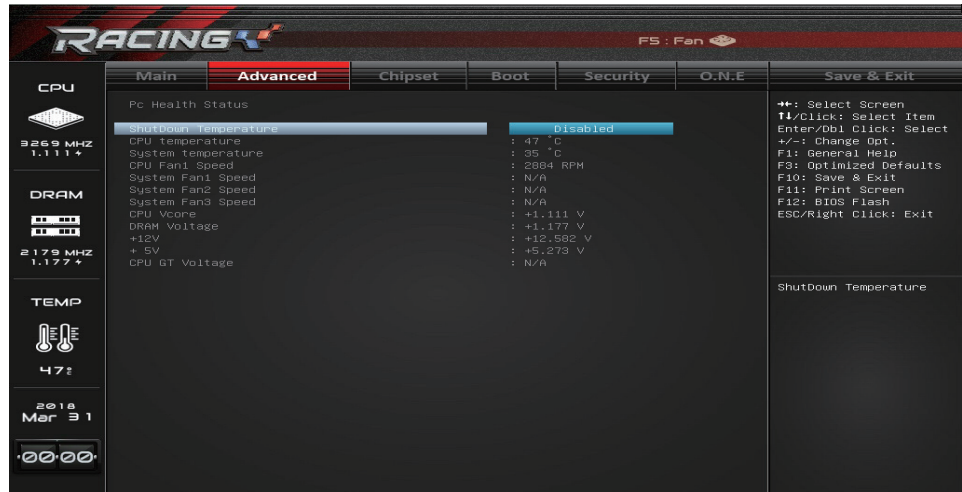 RACING
F5 : Fan
CPU
3269 MHZ
1.111 +
DRAM
2179 MHZ
1.177 +
TEMP
47℃
2018
Mar 31
00:00
Main Advanced Chipset Boot Security O.N.E Save & Exit
Pc Health Status
ShutDown Temperature Disabled
CPU temperature : 47 °C
System temperature : 35 °C
CPU Fan1 Speed : 2884 RPM
System Fan1 Speed : N/A
System Fan2 Speed : N/A
System Fan3 Speed : N/A
CPU Vcore : +1.111 V
DRAM Voltage : +1.177 V
+12V : +12.582 V
+ 5V : +5.273 V
CPU GT Voltage : N/A
→←: Select Screen
↑↓/Click: Select Item
Enter/Dbl Click: Select
+/-: Change Opt.
F1: General Help
F3: Optimized Defaults
F10: Save & Exit
F11: Print Screen
F12: BIOS Flash
ESC/Right Click: Exit
ShutDown Temperature